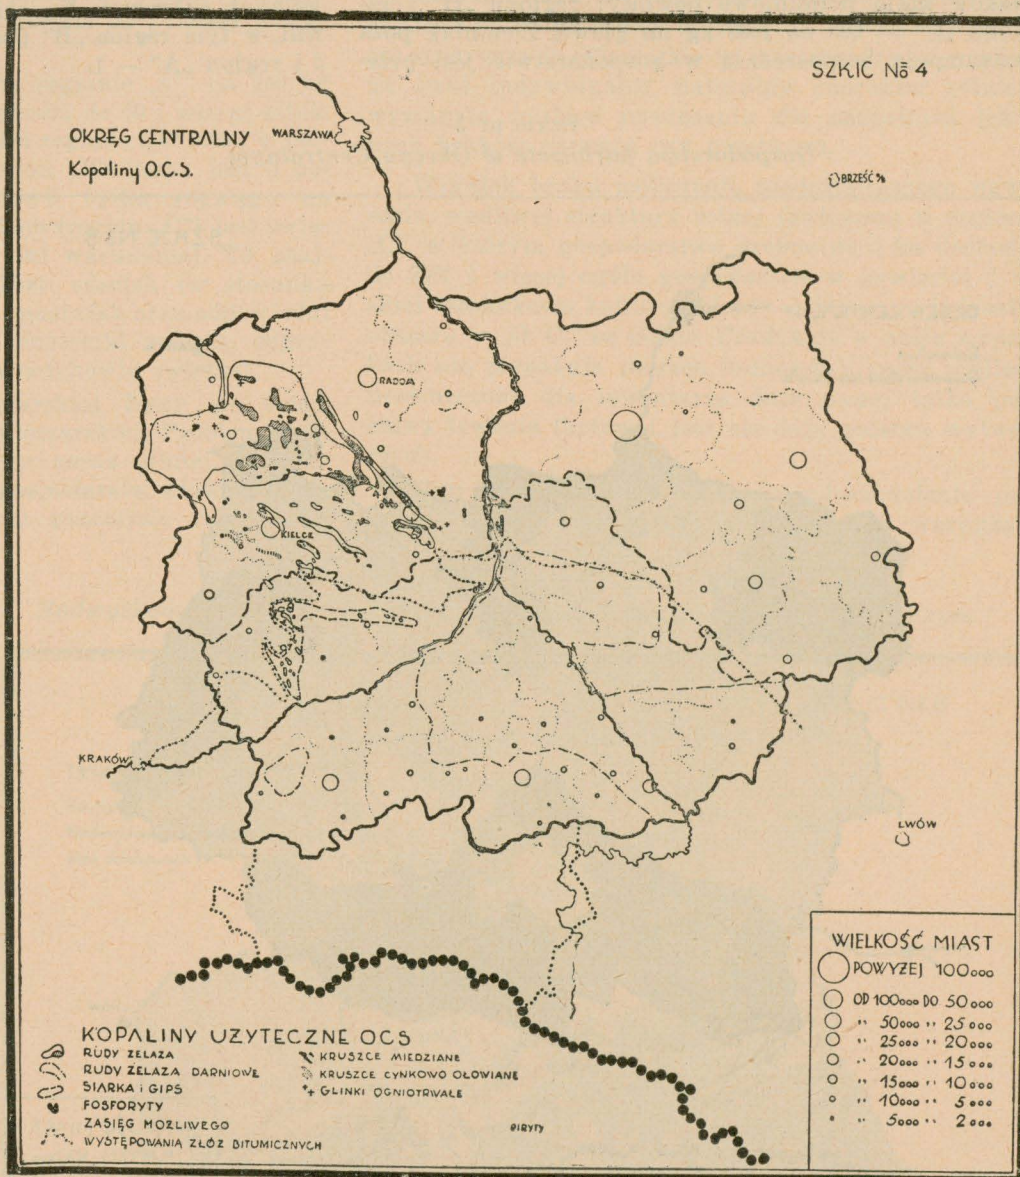 SZKIC № 4
OKRĘG CENTRALNY
Kopaliny O.C.S.
WARSZAWA
BRZEŚĆ
RADOM
KIELCE
KRAKÓW
LWÓW
WIELKOŚĆ MIAST
POWYŻEJ 100000
OD 100000 DO 50000
" 50000 " 25000
" 25000 " 20000
" 20000 " 15000
" 15000 " 10000
" 10000 " 5000
" 5000 " 2000
KOPALINY UŻYTECZNE OCS
RUDY ŻELAZA
RUDY ŻELAZA DARNIOWE
SIARKA i GIPS
FOSFORYTY
ZASIĘG MOŻLIWEGO
WYSTĘPOWANIA ZŁÓŻ BITUMICZNYCH
KRUSZCE MIEDZIANE
KRUSZCE CYNKOWO OŁOWIANE
GLINKI OGNIOTRWAŁE
PIRYTY